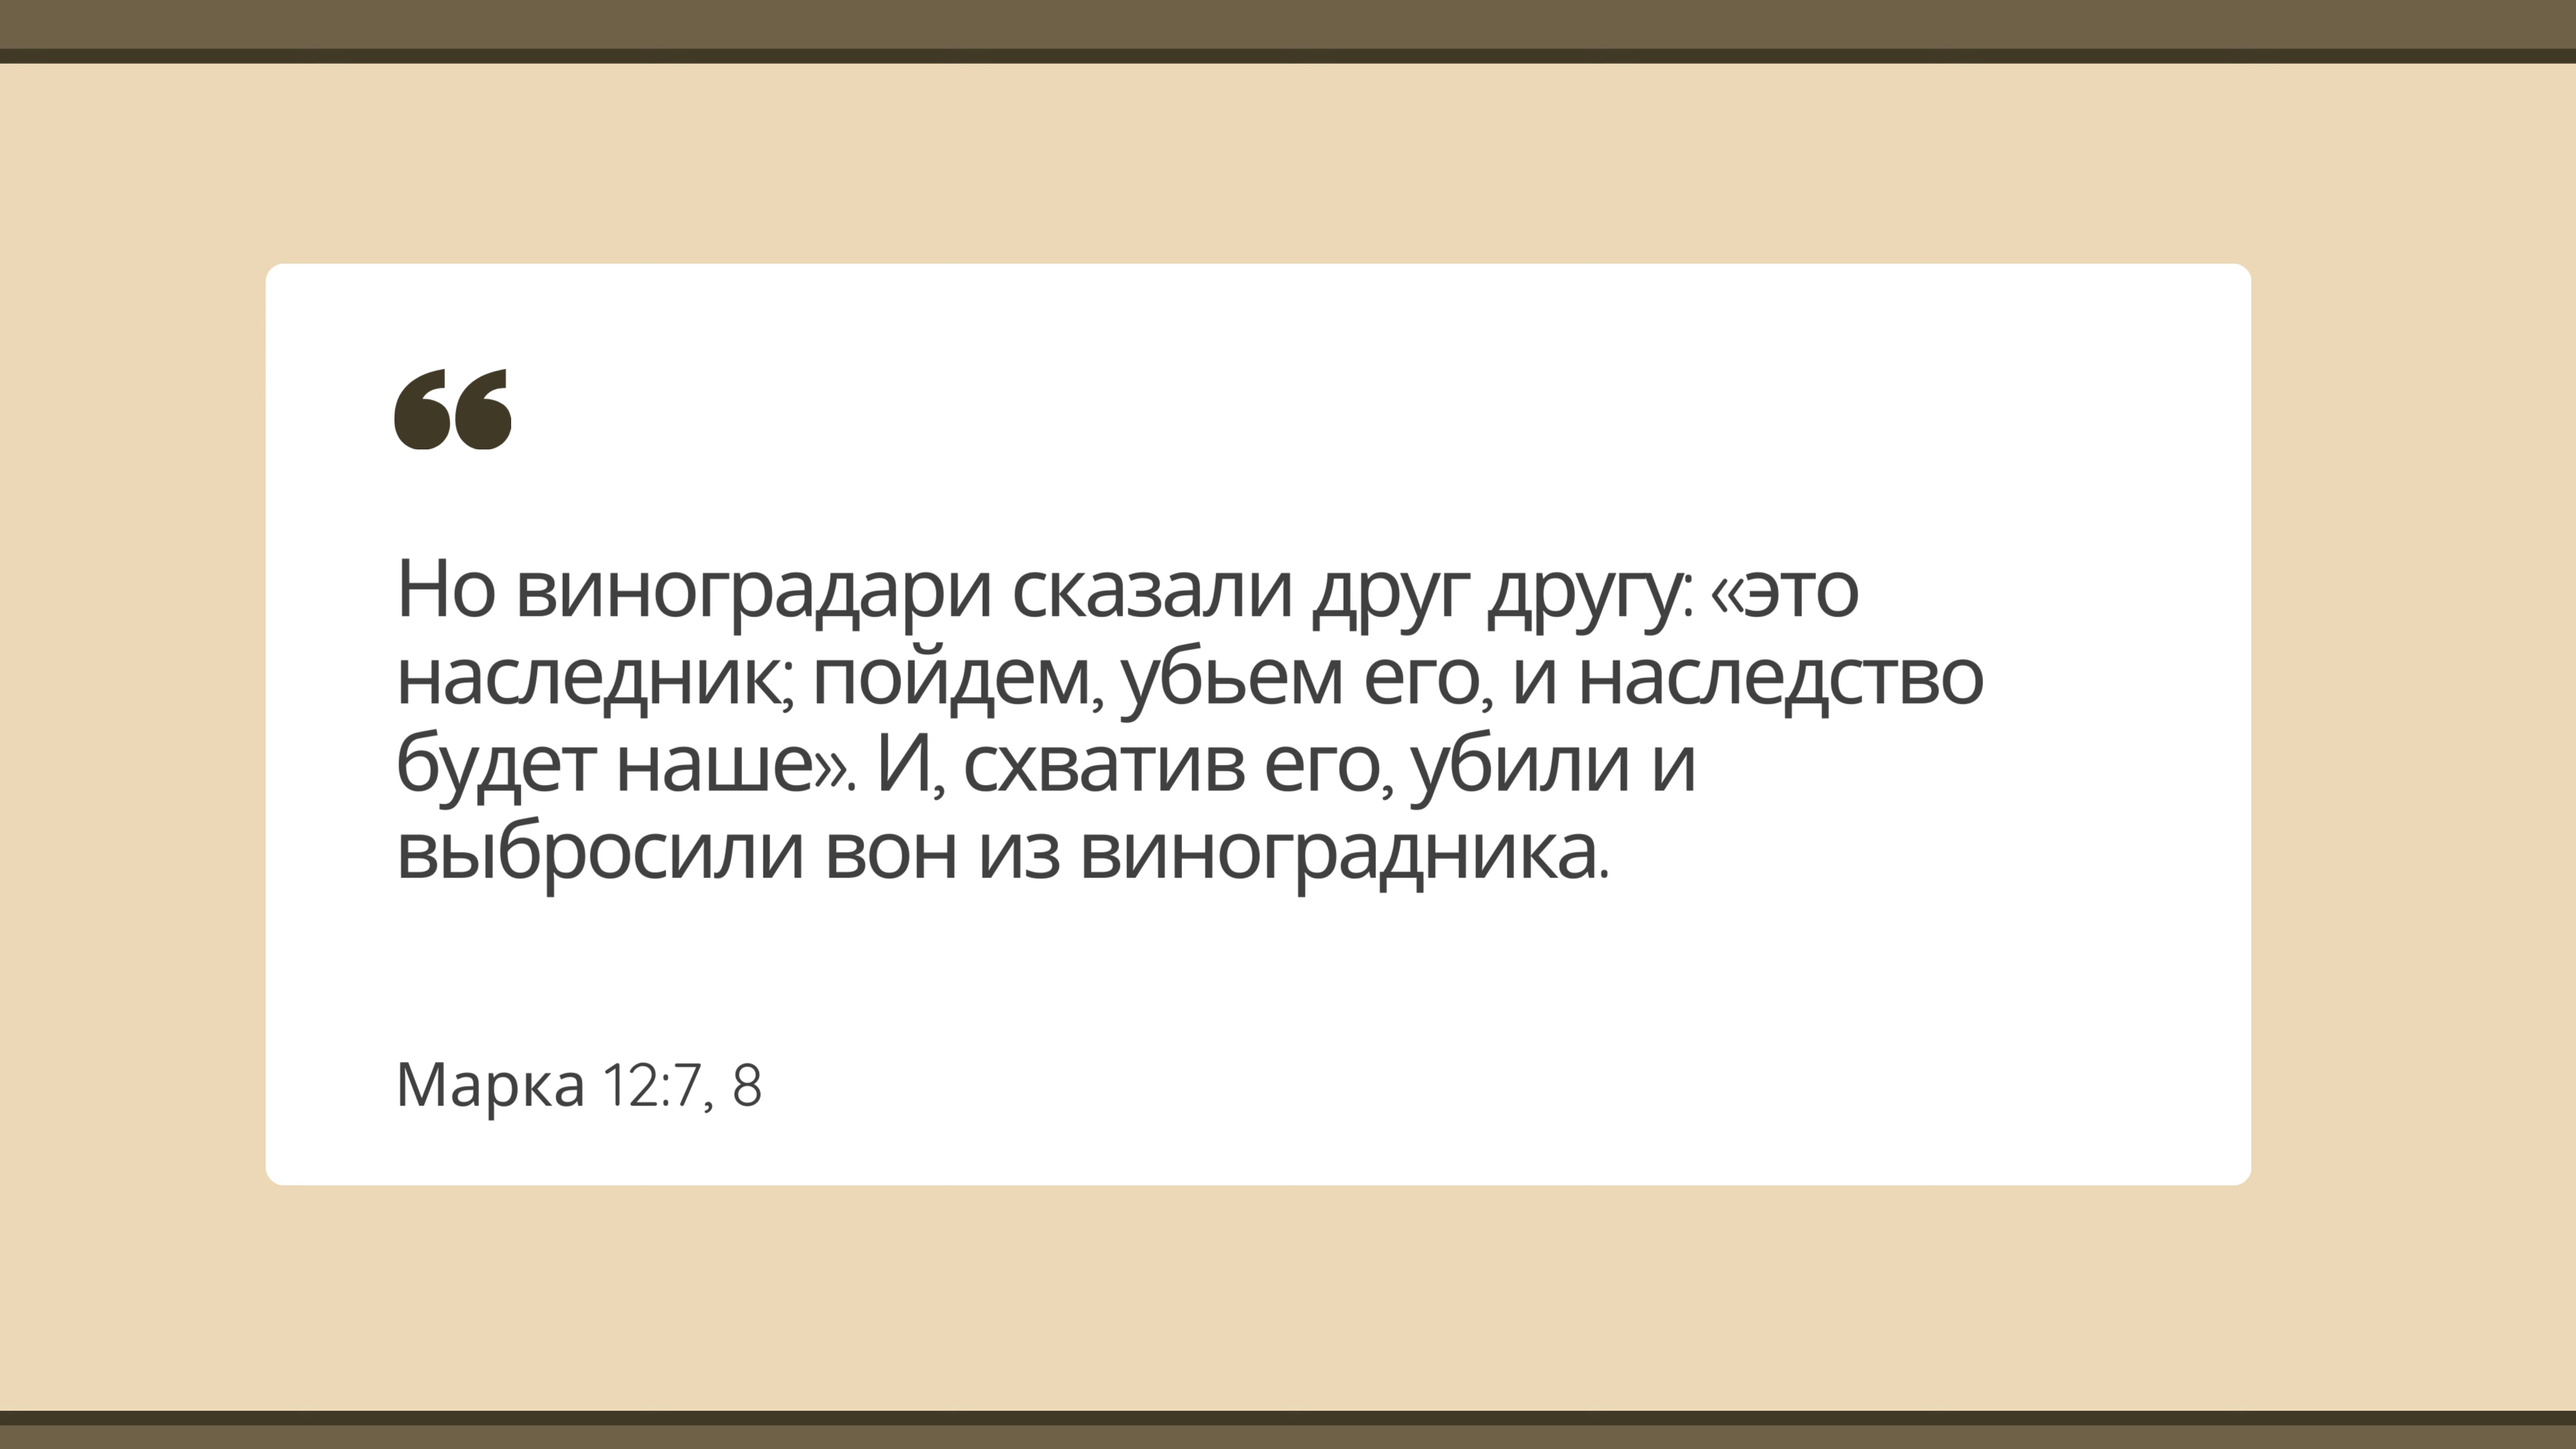 “
Но виноградари сказали друг другу: «это
наследник; пойдем, убьем его, и наследство
будет наше». И, схватив его, убили и
выбросили вон из виноградника.
Марка 12:7, 8